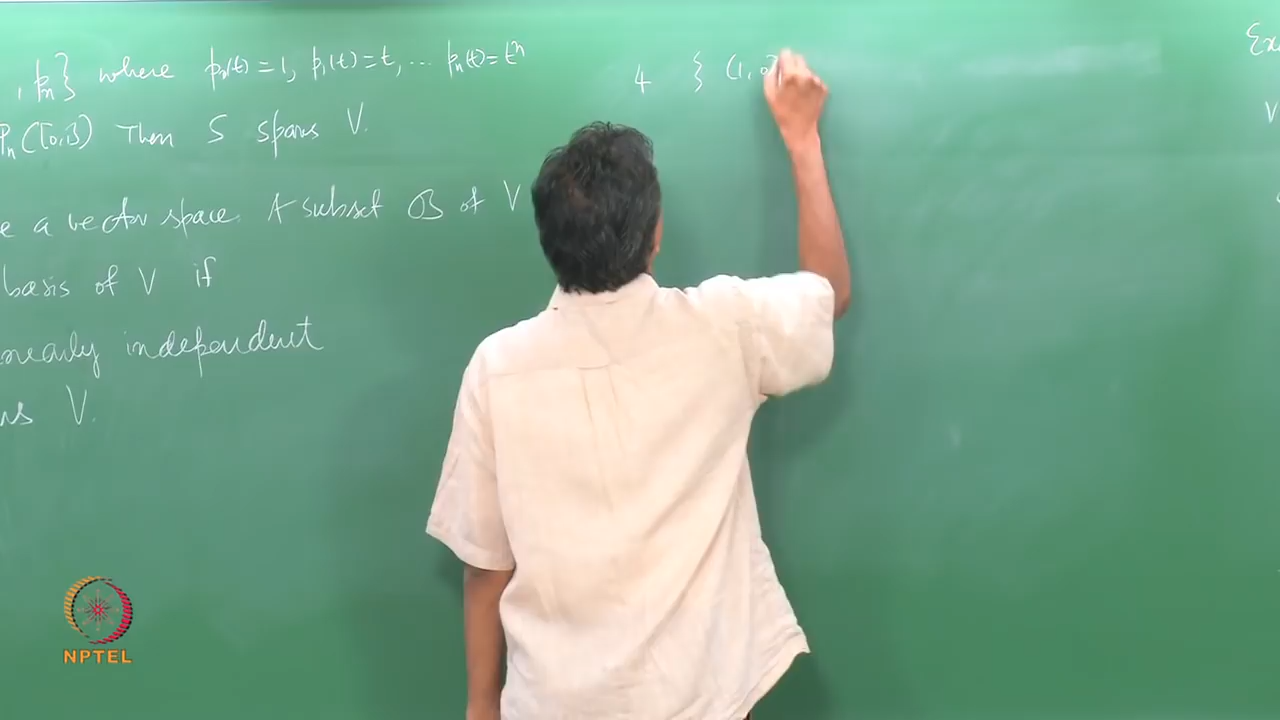 , pₙ} where p₀(t) = 1, p₁(t) = t, ... pₙ(t) = tⁿ
Pₙ([0,1]) Then S spans V.
e a vector space. A subset B of V
basis of V if
nearly independent
ns V.
4 { (1, 0)
{x
V
NPTEL